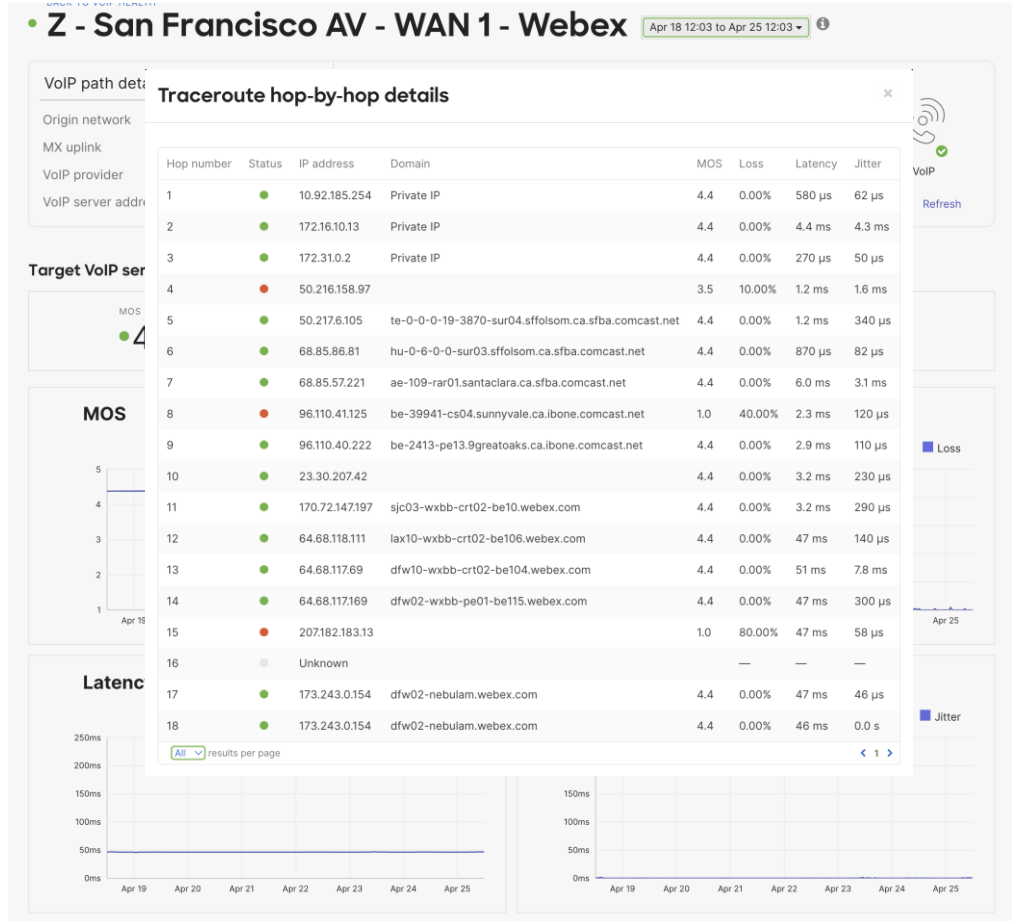 BACK TO VOIP HEALTH
Z - San Francisco AV - WAN 1 - Webex Apr 18 12:03 to Apr 25 12:03
VoIP path deta
Origin network
MX uplink
VoIP provider
VoIP server addre
VoIP
Refresh
Traceroute hop-by-hop details ×
Hop number Status IP address Domain MOS Loss Latency Jitter
1 10.92.185.254 Private IP 4.4 0.00% 580 µs 62 µs
2 172.16.10.13 Private IP 4.4 0.00% 4.4 ms 4.3 ms
3 172.31.0.2 Private IP 4.4 0.00% 270 µs 50 µs
4 50.216.158.97 3.5 10.00% 1.2 ms 1.6 ms
5 50.217.6.105 te-0-0-0-19-3870-sur04.sffolsom.ca.sfba.comcast.net 4.4 0.00% 1.2 ms 340 µs
6 68.85.86.81 hu-0-6-0-0-sur03.sffolsom.ca.sfba.comcast.net 4.4 0.00% 870 µs 82 µs
7 68.85.57.221 ae-109-rar01.santaclara.ca.sfba.comcast.net 4.4 0.00% 6.0 ms 3.1 ms
8 96.110.41.125 be-39941-cs04.sunnyvale.ca.ibone.comcast.net 1.0 40.00% 2.3 ms 120 µs
9 96.110.40.222 be-2413-pe13.9greatoaks.ca.ibone.comcast.net 4.4 0.00% 2.9 ms 110 µs
10 23.30.207.42 4.4 0.00% 3.2 ms 230 µs
11 170.72.147.197 sjc03-wxbb-crt02-be10.webex.com 4.4 0.00% 3.2 ms 290 µs
12 64.68.118.111 lax10-wxbb-crt02-be106.webex.com 4.4 0.00% 47 ms 140 µs
13 64.68.117.69 dfw10-wxbb-crt02-be104.webex.com 4.4 0.00% 51 ms 7.8 ms
14 64.68.117.169 dfw02-wxbb-pe01-be115.webex.com 4.4 0.00% 47 ms 300 µs
15 207.182.183.13 1.0 80.00% 47 ms 58 µs
16 Unknown — — —
17 173.243.0.154 dfw02-nebulam.webex.com 4.4 0.00% 47 ms 46 µs
18 173.243.0.154 dfw02-nebulam.webex.com 4.4 0.00% 46 ms 0.0 s
All results per page 1
Target VoIP ser
MOS
4
MOS
5
4
3
2
1
Apr 19
Loss
Apr 25
Latenc
250ms
200ms
150ms
100ms
50ms
0ms
Apr 19 Apr 20 Apr 21 Apr 22 Apr 23 Apr 24 Apr 25
Jitter
150ms
100ms
50ms
0ms
Apr 19 Apr 20 Apr 21 Apr 22 Apr 23 Apr 24 Apr 25